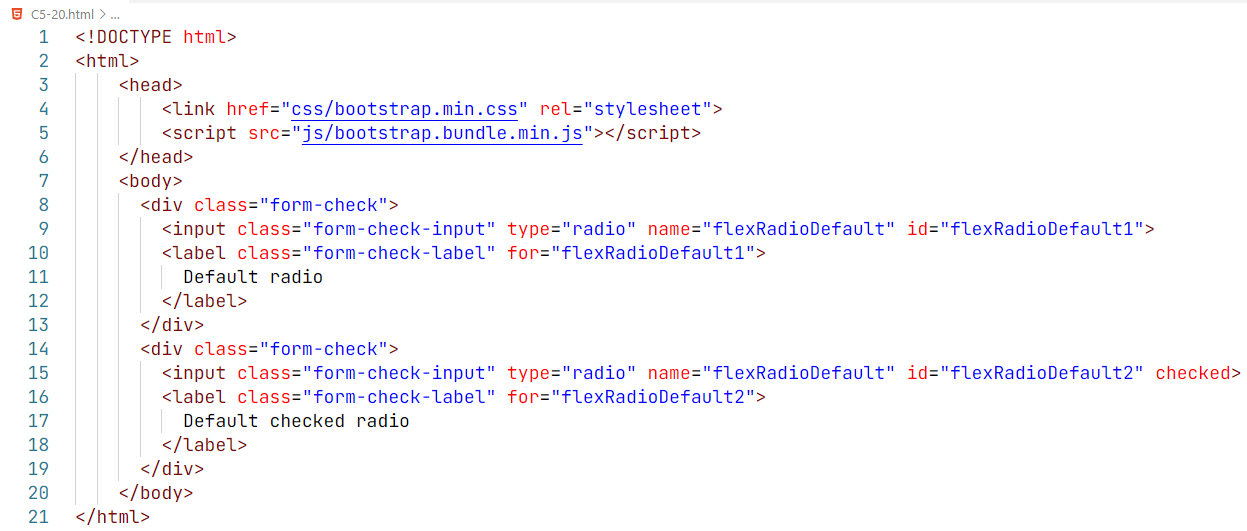 C5-20.html > ...
1 <!DOCTYPE html>
2 <html>
3     <head>
4         <link href="css/bootstrap.min.css" rel="stylesheet">
5         <script src="js/bootstrap.bundle.min.js"></script>
6     </head>
7     <body>
8       <div class="form-check">
9         <input class="form-check-input" type="radio" name="flexRadioDefault" id="flexRadioDefault1">
10         <label class="form-check-label" for="flexRadioDefault1">
11           Default radio
12         </label>
13       </div>
14       <div class="form-check">
15         <input class="form-check-input" type="radio" name="flexRadioDefault" id="flexRadioDefault2" checked>
16         <label class="form-check-label" for="flexRadioDefault2">
17           Default checked radio
18         </label>
19       </div>
20     </body>
21 </html>